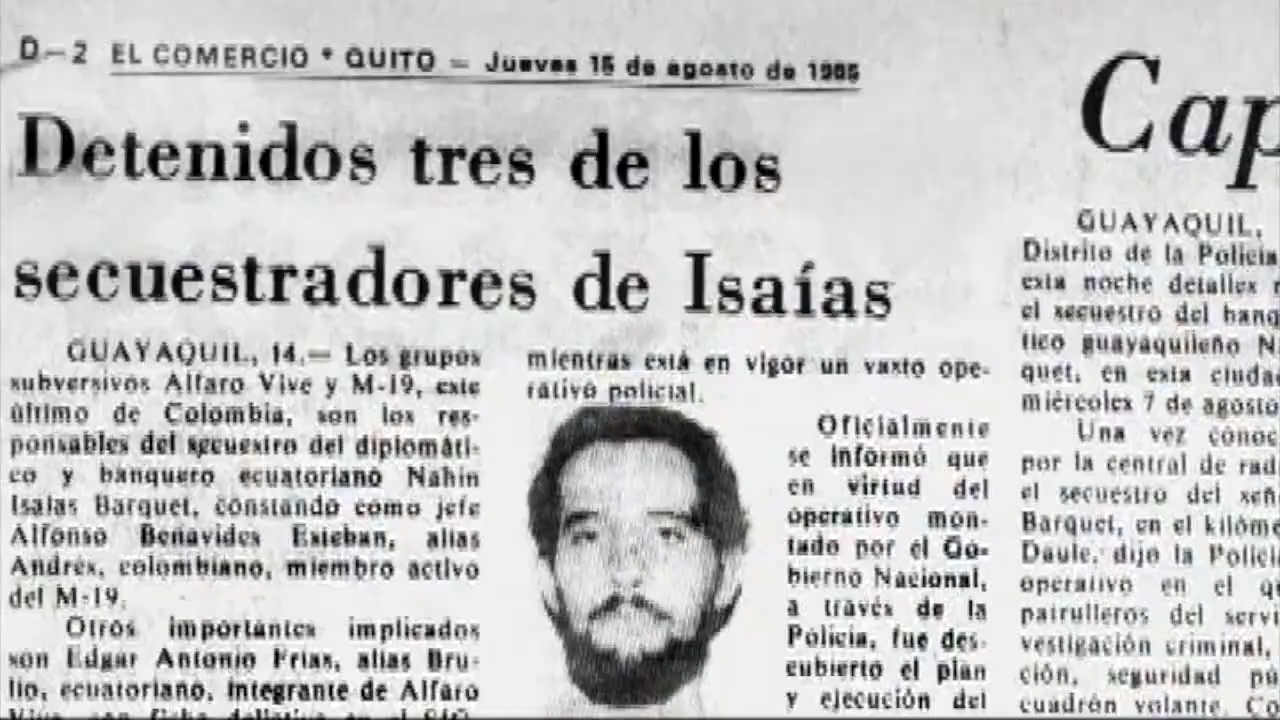 D-2 EL COMERCIO * QUITO — Jueves 15 de agosto de 1985
Detenidos tres de los
secuestradores de Isaías
GUAYAQUIL, 14.— Los grupos
subversivos Alfaro Vive y M-19, este
último de Colombia, son los res-
ponsables del secuestro del diplomáti-
co y banquero ecuatoriano Nahín
Isaías Barquet, constando como jefe
Alfonso Benavides Esteban, alias
Andrés, colombiano, miembro activo
del M-19.
Otros importantes implicados
son Edgar Antonio Frías, alias Bru-
lio, ecuatoriano, integrante de Alfaro
mientras está en vigor un vasto ope-
rativo policial.
Oficialmente
se informó que
en virtud del
operativo mon-
tado por el Go-
bierno Nacional,
a través de la
Policía, fue des-
cubierto el plan
y ejecución del
Cap
GUAYAQUIL,
Distrito de la Policía
esta noche detalles
el secuestro del banq
tico guayaquileño N
quet, en esta ciudad
miércoles 7 de agosto
Una vez conoc
por la central de rad
el secuestro del señ
Barquet, en el kilóme
Daule, dijo la Policí
operativo en el q
patrulleros del servi
vestigación criminal,
ción, seguridad pú
cuadrón volante. Co